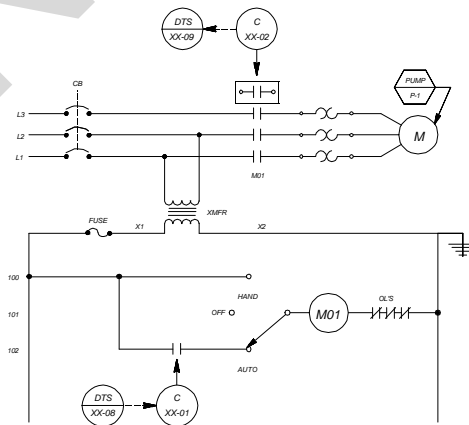 DTS
XX-09
C
XX-02
PUMP
P-1
CB
L3
L2
L1
M
M01
XMFR
FUSE
X1
X2
100
HAND
101
OFF
M01
OL'S
102
AUTO
DTS
XX-08
C
XX-01